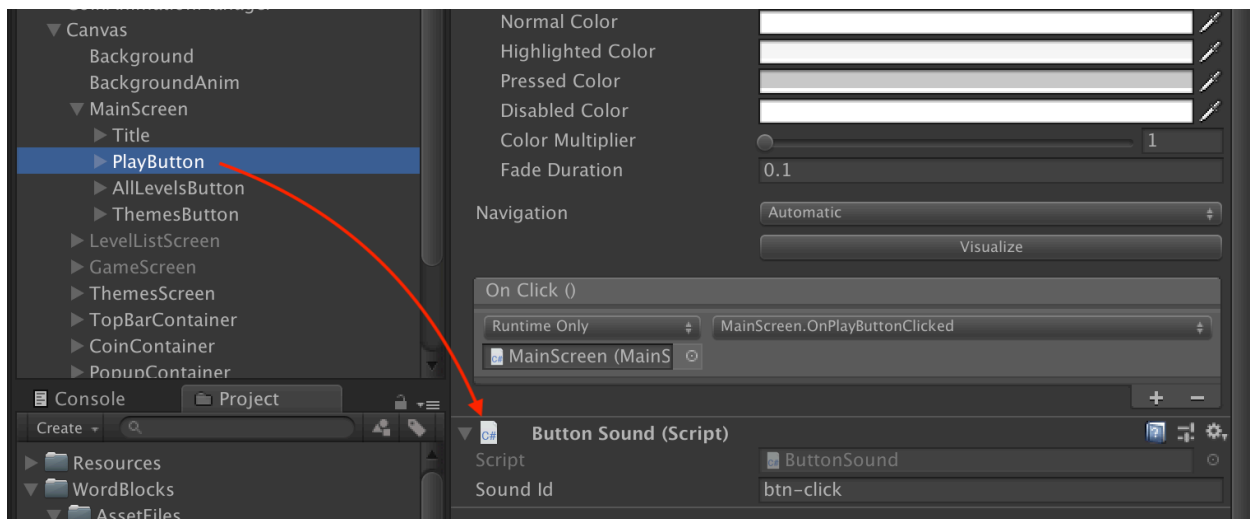 Canvas
Background
BackgroundAnim
MainScreen
Title
PlayButton
AllLevelsButton
ThemesButton
LevelListScreen
GameScreen
ThemesScreen
TopBarContainer
CoinContainer
PopupContainer
Console
Project
Create
Resources
WordBlocks
AssetFiles
Normal Color
Highlighted Color
Pressed Color
Disabled Color
Color Multiplier 1
Fade Duration 0.1
Navigation Automatic
Visualize
On Click ()
Runtime Only MainScreen.OnPlayButtonClicked
MainScreen (MainS
C# Button Sound (Script)
Script ButtonSound
Sound Id btn-click